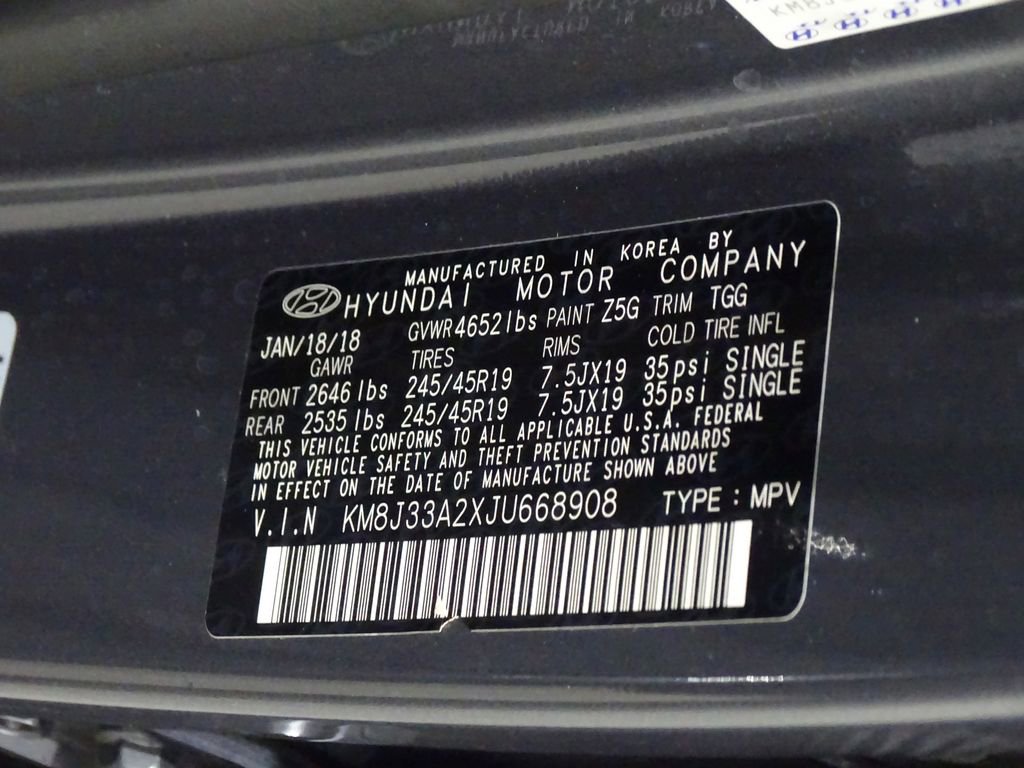 MANUFACTURED IN KOREA BY
HYUNDAI MOTOR COMPANY
JAN/18/18 GVWR 4652lbs PAINT Z5G TRIM TGG
GAWR TIRES RIMS COLD TIRE INFL
FRONT 2646 lbs 245/45R19 7.5JX19 35psi SINGLE
REAR 2535 lbs 245/45R19 7.5JX19 35psi SINGLE
THIS VEHICLE CONFORMS TO ALL APPLICABLE U.S.A. FEDERAL
MOTOR VEHICLE SAFETY AND THEFT PREVENTION STANDARDS
IN EFFECT ON THE DATE OF MANUFACTURE SHOWN ABOVE
V.I.N KM8J33A2XJU668908 TYPE : MPV